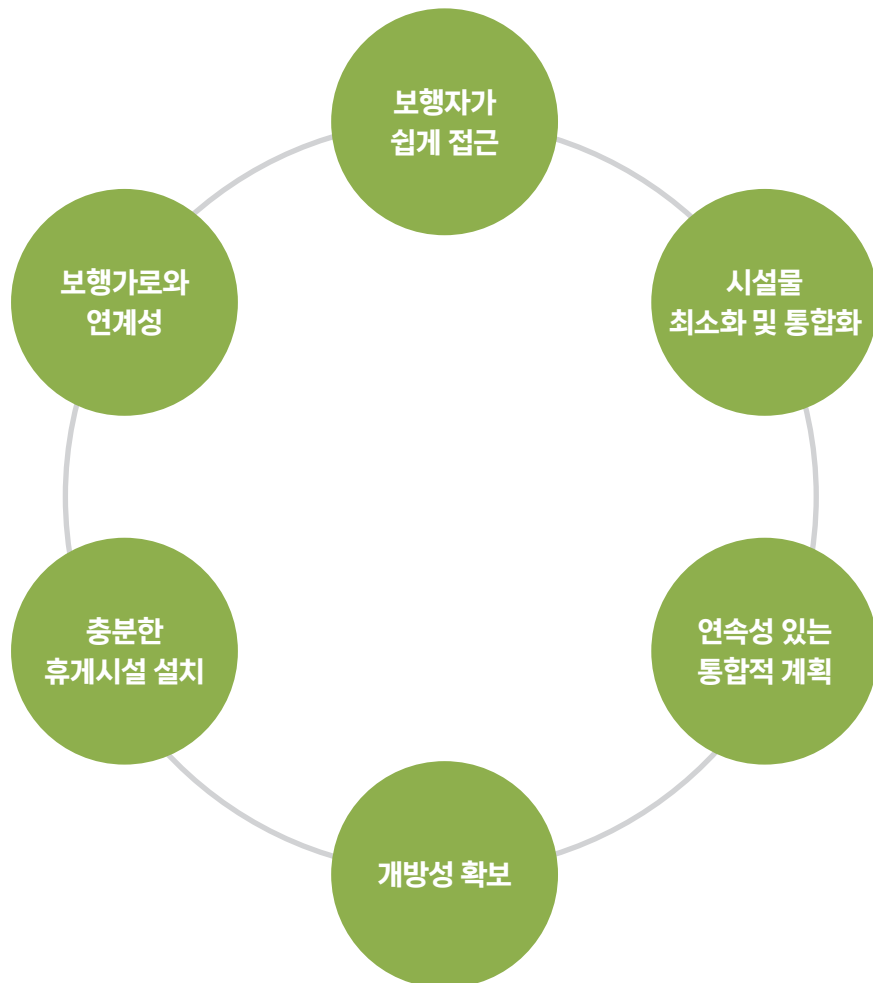 보행자가
쉽게 접근
시설물
최소화 및 통합화
연속성 있는
통합적 계획
개방성 확보
충분한
휴게시설 설치
보행가로와
연계성